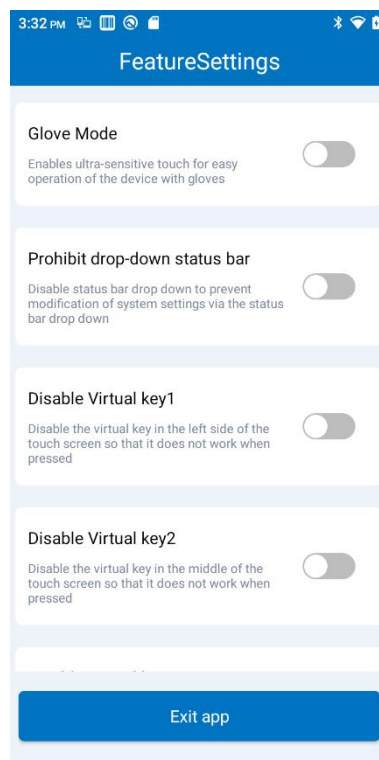 3:32 PM
FeatureSettings
Glove Mode
Enables ultra-sensitive touch for easy
operation of the device with gloves
Prohibit drop-down status bar
Disable status bar drop down to prevent
modification of system settings via the status
bar drop down
Disable Virtual key1
Disable the virtual key in the left side of the
touch screen so that it does not work when
pressed
Disable Virtual key2
Disable the virtual key in the middle of the
touch screen so that it does not work when
pressed
Exit app